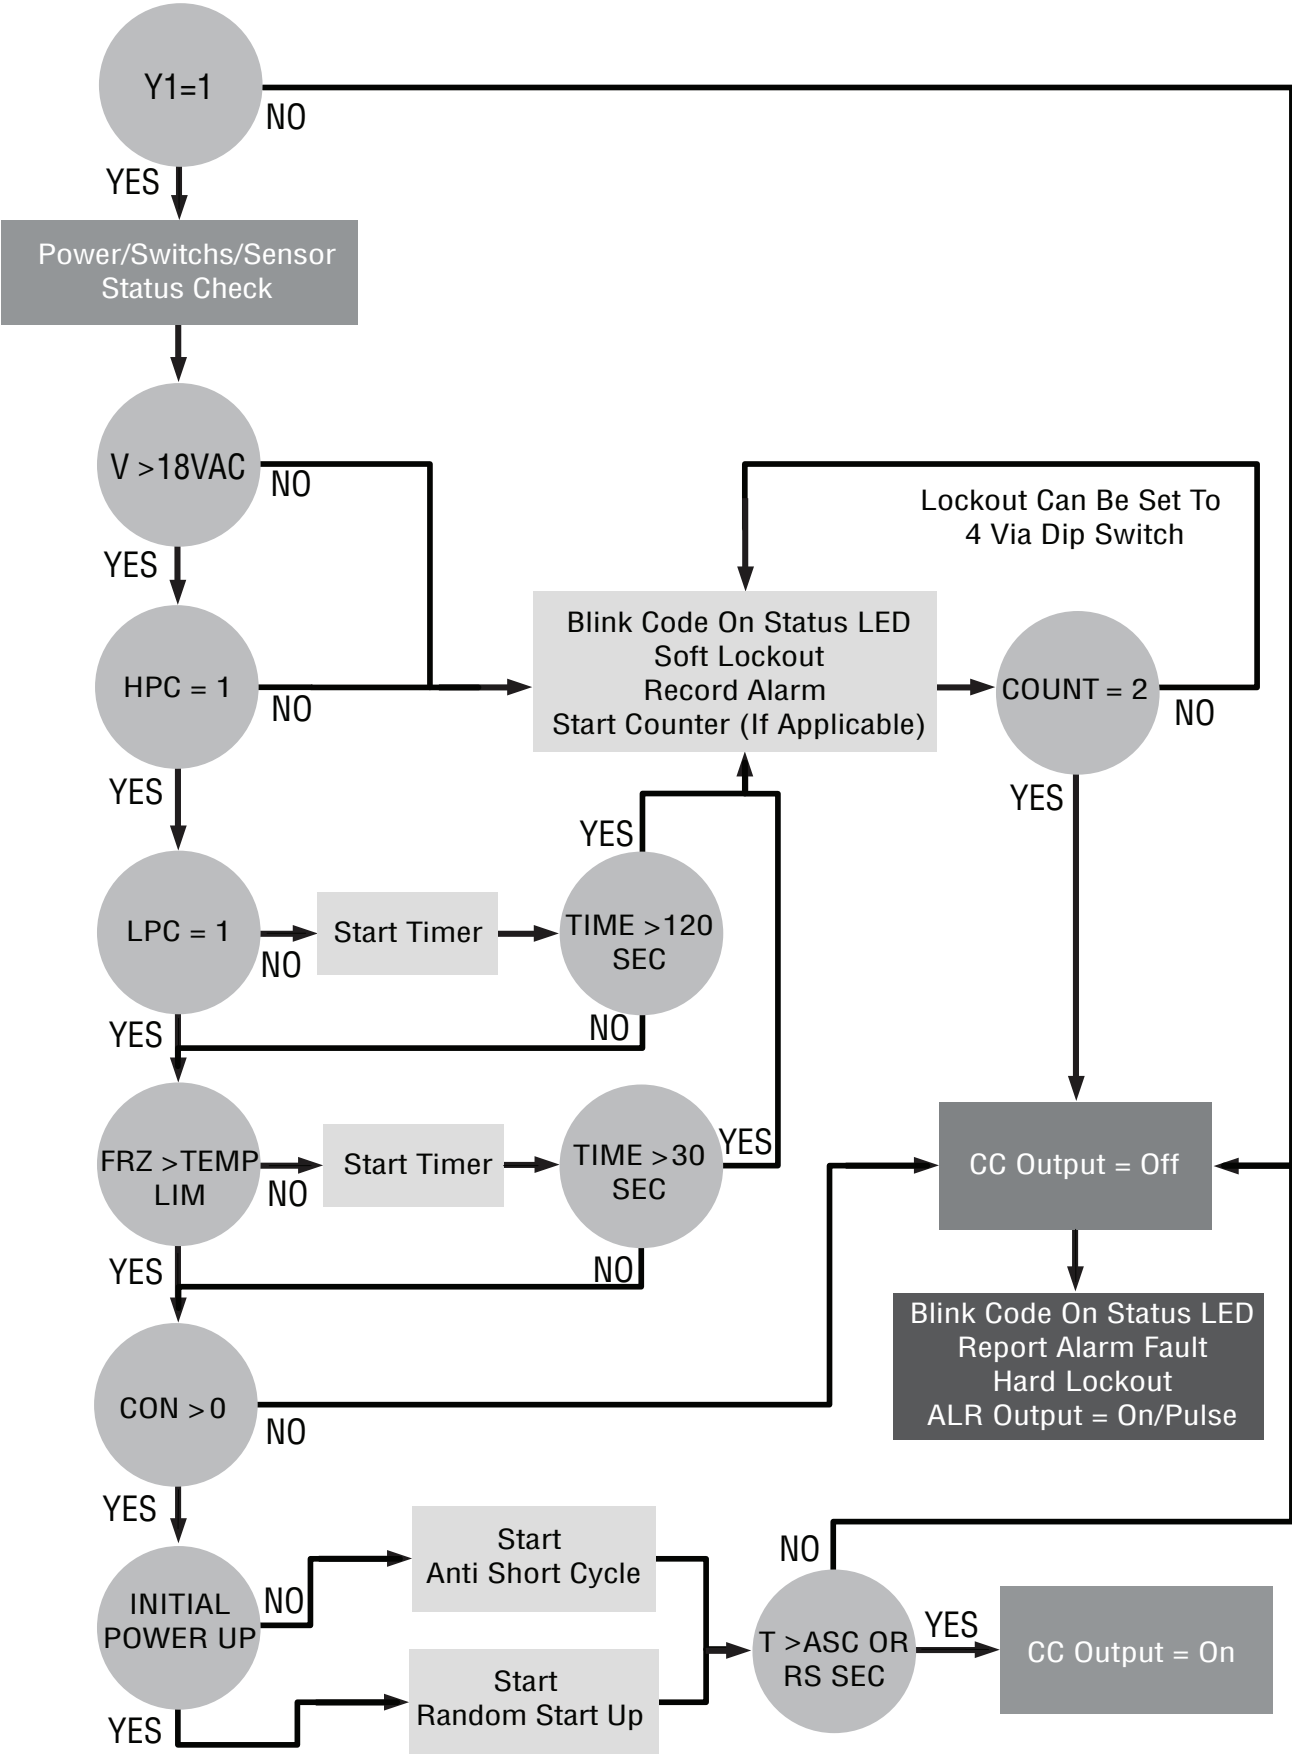 Y1=1
NO
YES
Power/Switchs/Sensor
Status Check
V >18VAC
NO
YES
Lockout Can Be Set To
4 Via Dip Switch
HPC = 1
NO
YES
Blink Code On Status LED
Soft Lockout
Record Alarm
Start Counter (If Applicable)
COUNT = 2
NO
YES
LPC = 1
NO
YES
Start Timer
TIME >120
SEC
YES
NO
FRZ >TEMP
LIM
NO
YES
Start Timer
TIME >30
SEC
YES
NO
CC Output = Off
Blink Code On Status LED
Report Alarm Fault
Hard Lockout
ALR Output = On/Pulse
CON >0
NO
YES
INITIAL
POWER UP
NO
YES
Start
Anti Short Cycle
Start
Random Start Up
T >ASC OR
RS SEC
NO
YES
CC Output = On